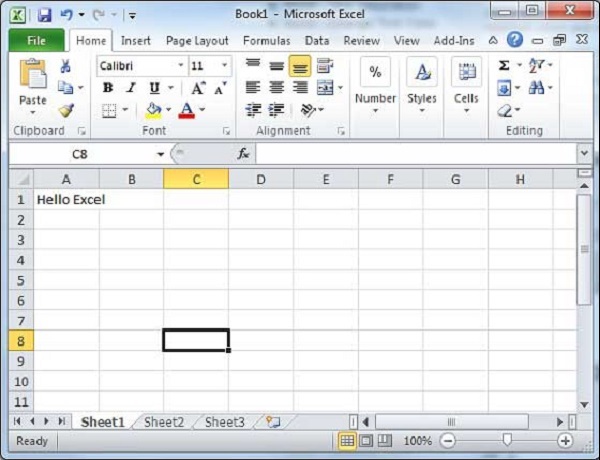 Book1 - Microsoft Excel
File Home Insert Page Layout Formulas Data Review View Add-Ins
Calibri 11
Paste
B I U
A
%
Number
A
Styles
Cells
Σ
Clipboard Font Alignment Editing
C8 fx
A B C D E F G H
1 Hello Excel
2
3
4
5
6
7
8
9
10
11
Sheet1 Sheet2 Sheet3
Ready 100%